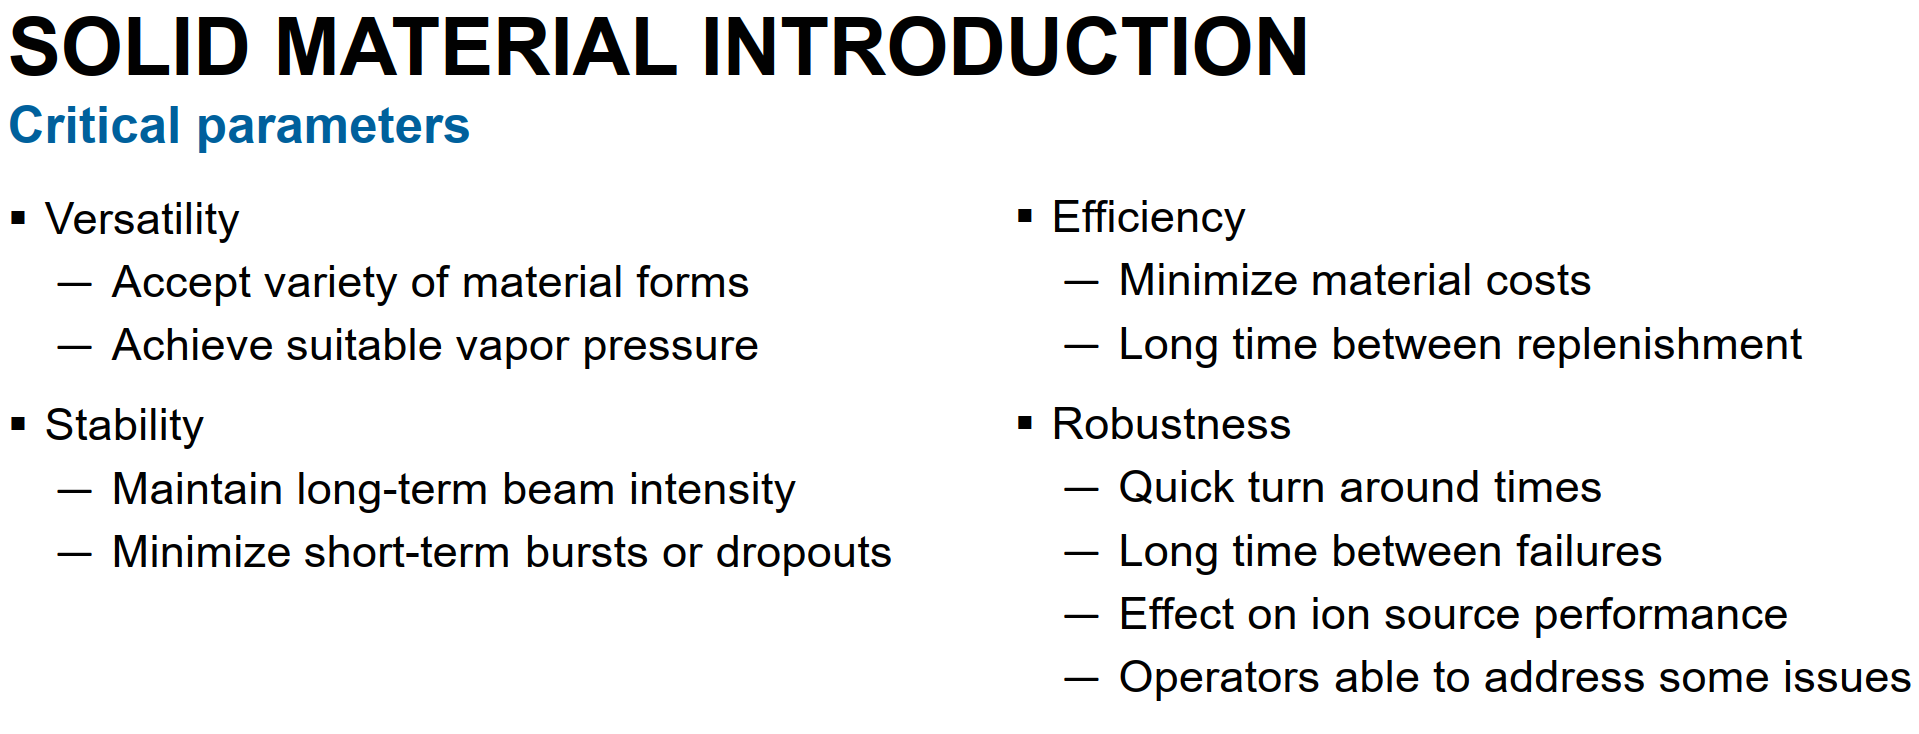 SOLID MATERIAL INTRODUCTION
Critical parameters
▪ Versatility
— Accept variety of material forms
— Achieve suitable vapor pressure
▪ Stability
— Maintain long-term beam intensity
— Minimize short-term bursts or dropouts
▪ Efficiency
— Minimize material costs
— Long time between replenishment
▪ Robustness
— Quick turn around times
— Long time between failures
— Effect on ion source performance
— Operators able to address some issues